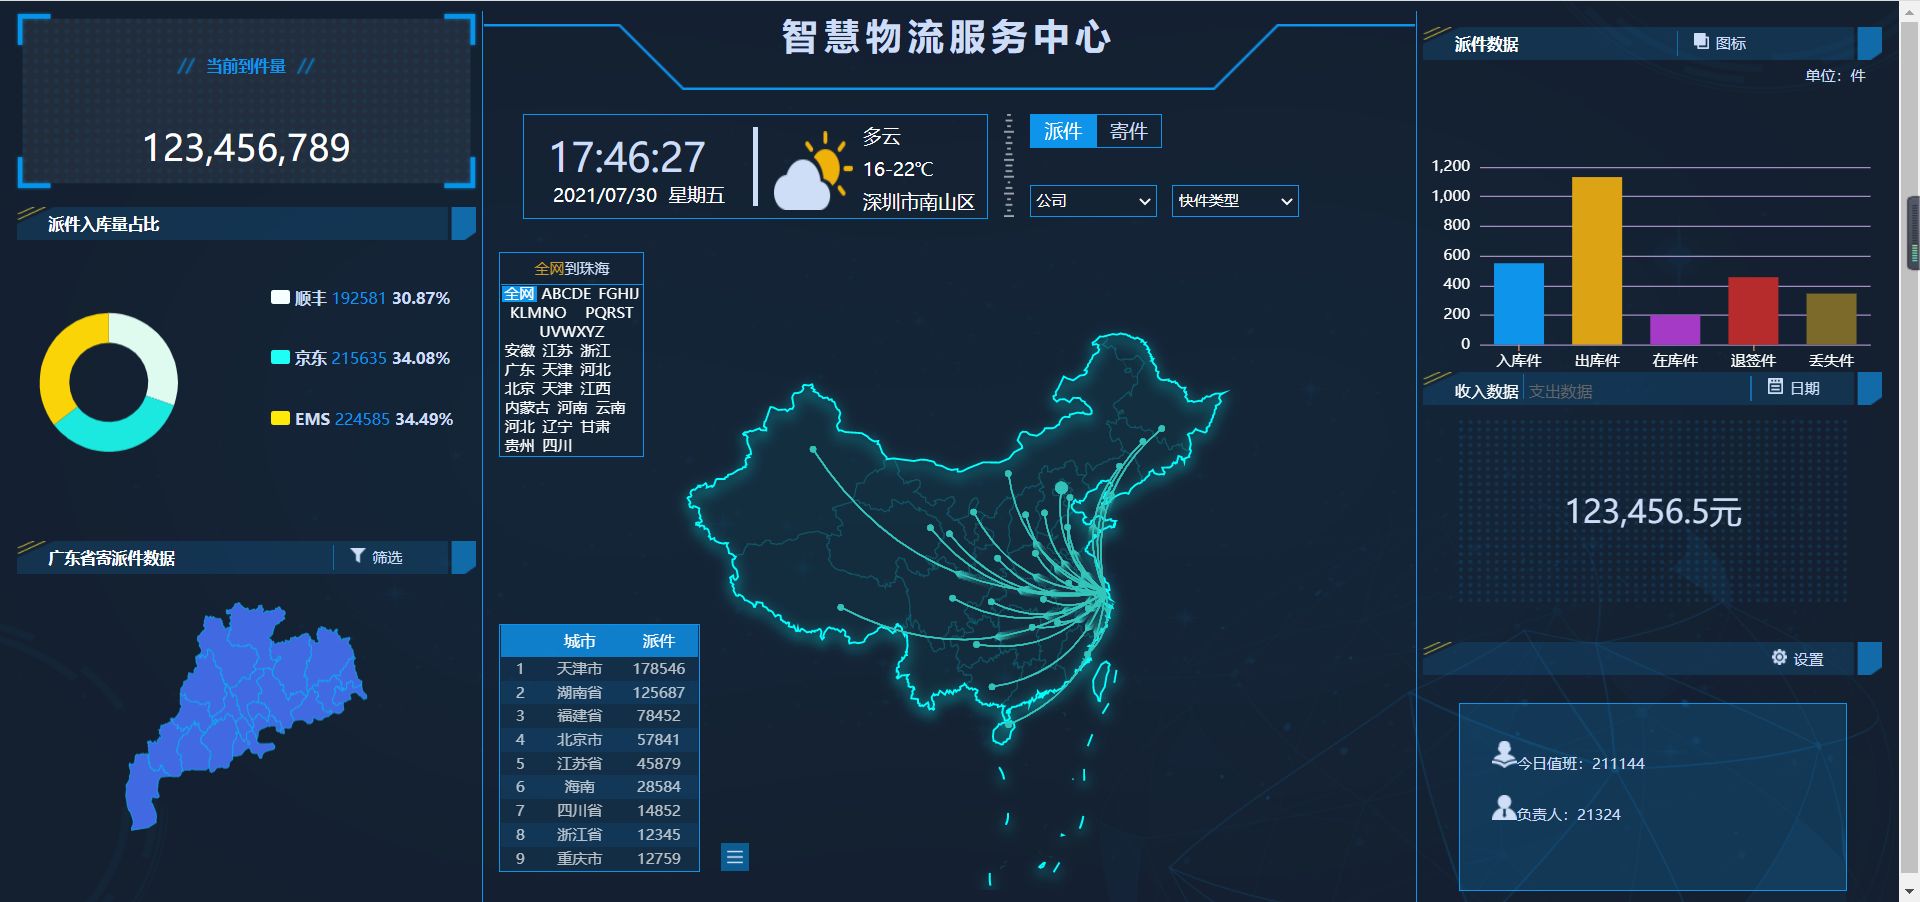 // 当前到件量 //
123,456,789
派件入库量占比
顺丰 192581 30.87%
京东 215635 34.08%
EMS 224585 34.49%
广东省寄派件数据
筛选
智慧物流服务中心
17:46:27
2021/07/30 星期五
多云
16-22℃
深圳市南山区
派件 寄件
公司
快件类型
全网到珠海
全网 ABCDE FGHIJ
KLMNO PQRST
UVWXYZ
安徽 江苏 浙江
广东 天津 河北
北京 天津 江西
内蒙古 河南 云南
河北 辽宁 甘肃
贵州 四川
城市 派件
1 天津市 178546
2 湖南省 125687
3 福建省 78452
4 北京市 57841
5 江苏省 45879
6 海南 28584
7 四川省 14852
8 浙江省 12345
9 重庆市 12759
派件数据
图标
单位：件
1,200
1,000
800
600
400
200
0
入库件 出库件 在库件 退签件 丢失件
收入数据 支出数据
日期
123,456.5元
设置
今日值班：211144
负责人：21324